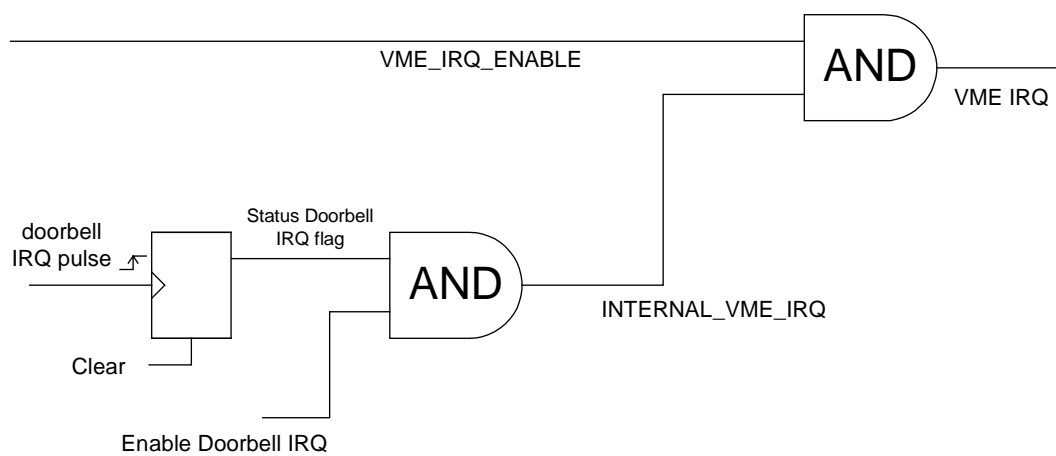 AND
VME_IRQ_ENABLE
VME IRQ
Status Doorbell
IRQ flag
doorbell
IRQ pulse
AND
INTERNAL_VME_IRQ
Clear
Enable Doorbell IRQ